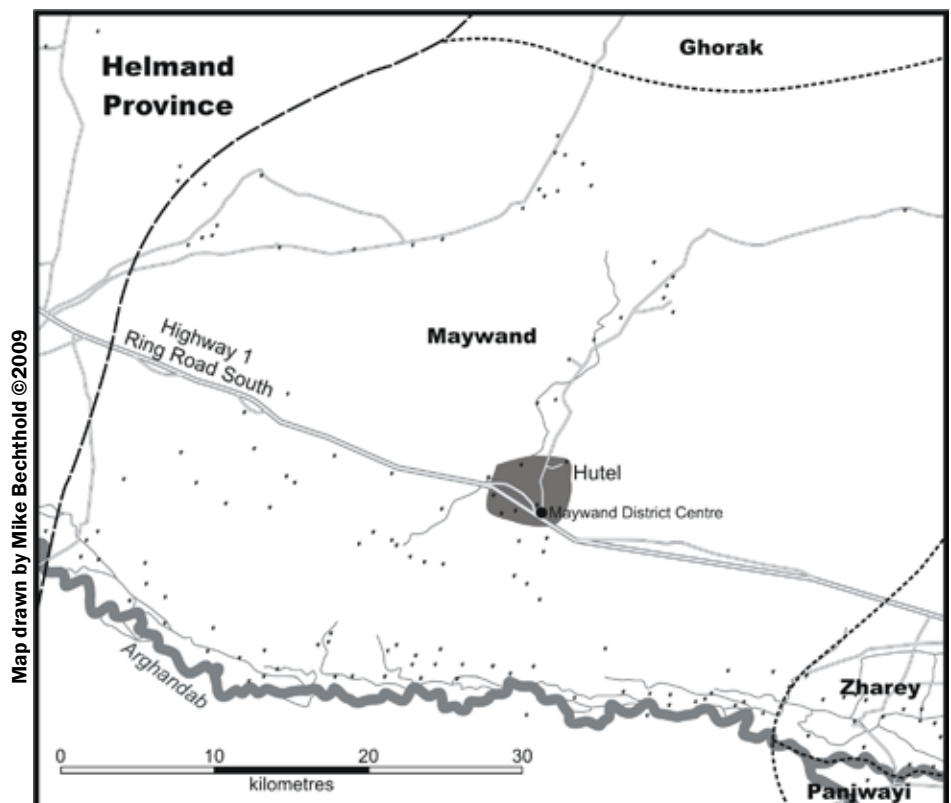 Helmand
Province
Ghorak
Highway 1
Ring Road South
Maywand
Hutel
Maywand District Centre
Arghandab
Zharey
Panjwayi
0 10 20 30
kilometres
Map drawn by Mike Bechthold ©2009